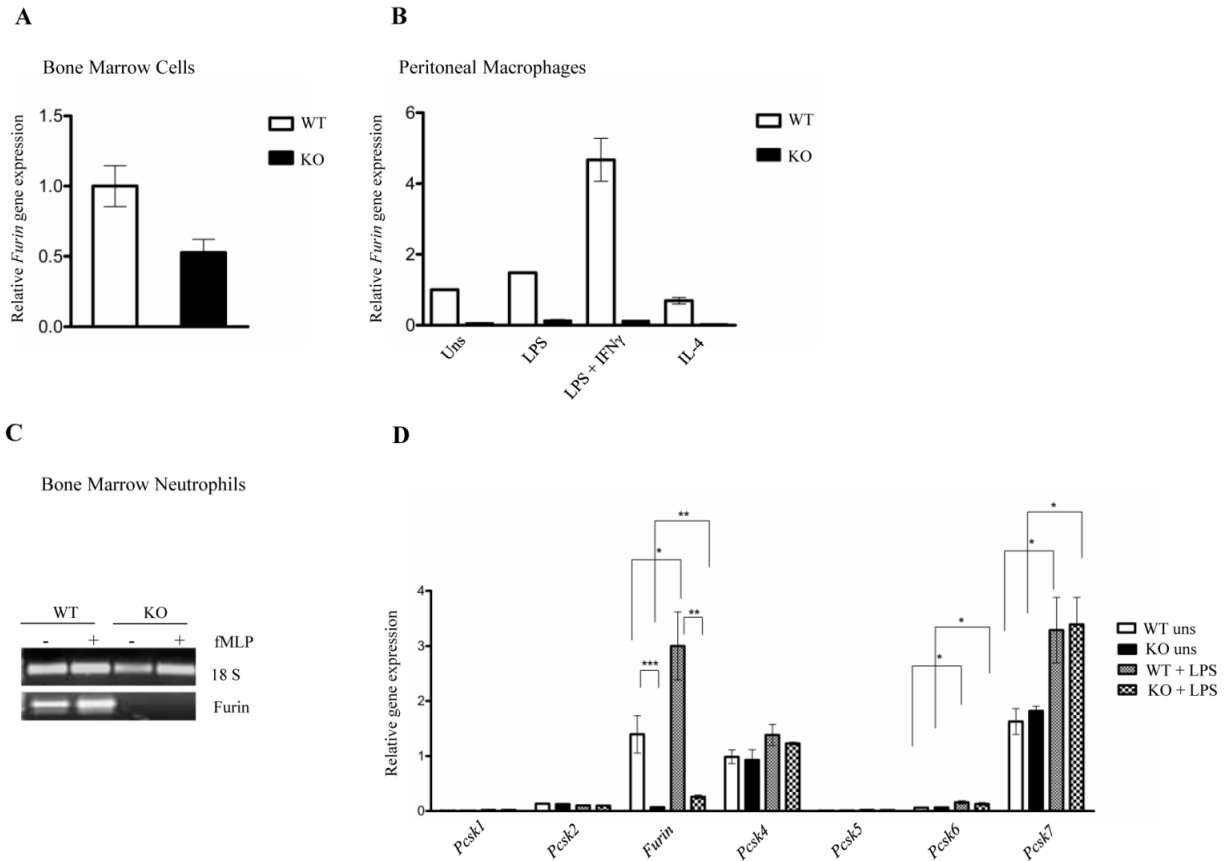 A
Bone Marrow Cells
Relative Furin gene expression
1.5
1.0
0.5
0.0
WT
KO
B
Peritoneal Macrophages
Relative Furin gene expression
6
4
2
0
Uns
LPS
LPS + IFNγ
IL-4
WT
KO
C
Bone Marrow Neutrophils
WT KO
- + - + fMLP
18 S
Furin
D
Relative gene expression
4
3
2
1
0
*
**
***
**
*
*
*
*
Pcsk1
Pcsk2
Furin
Pcsk4
Pcsk5
Pcsk6
Pcsk7
WT uns
KO uns
WT + LPS
KO + LPS